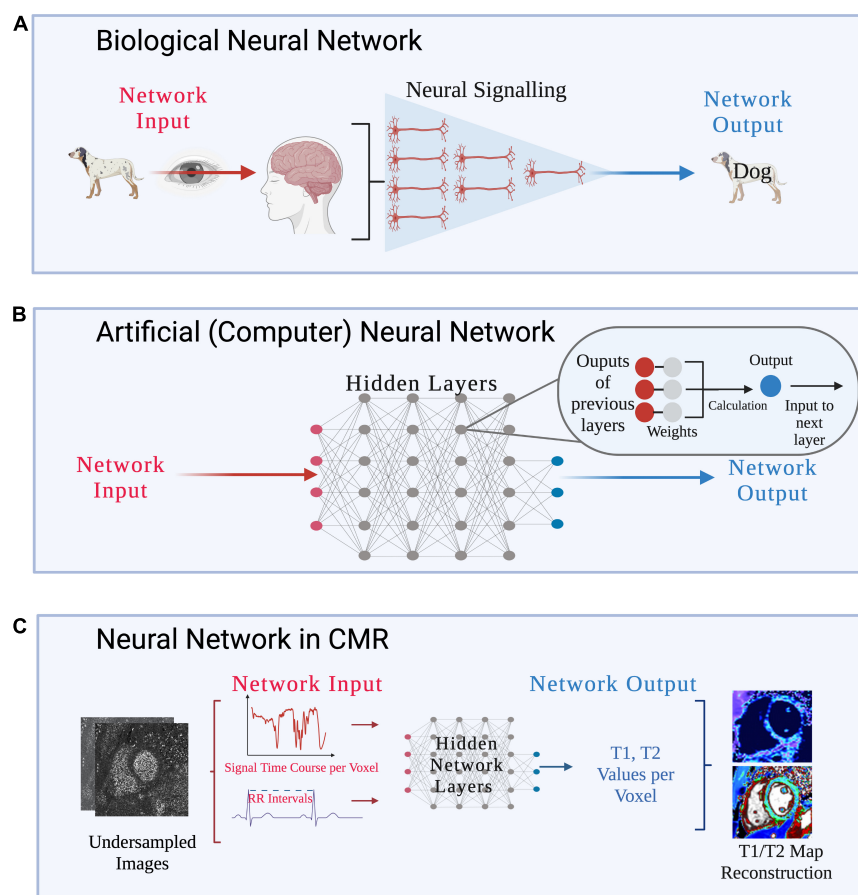 A
Biological Neural Network
Network
Input
Neural Signalling
Network
Output
Dog
B
Artificial (Computer) Neural Network
Hidden Layers
Ouputs
of
previous
layers
Weights
Calculation
Output
Input to
next
layer
Network
Input
Network
Output
C
Neural Network in CMR
Network Input
Network Output
Signal Time Course per Voxel
RR Intervals
Hidden
Network
Layers
T1, T2
Values per
Voxel
Undersampled
Images
T1/T2 Map
Reconstruction